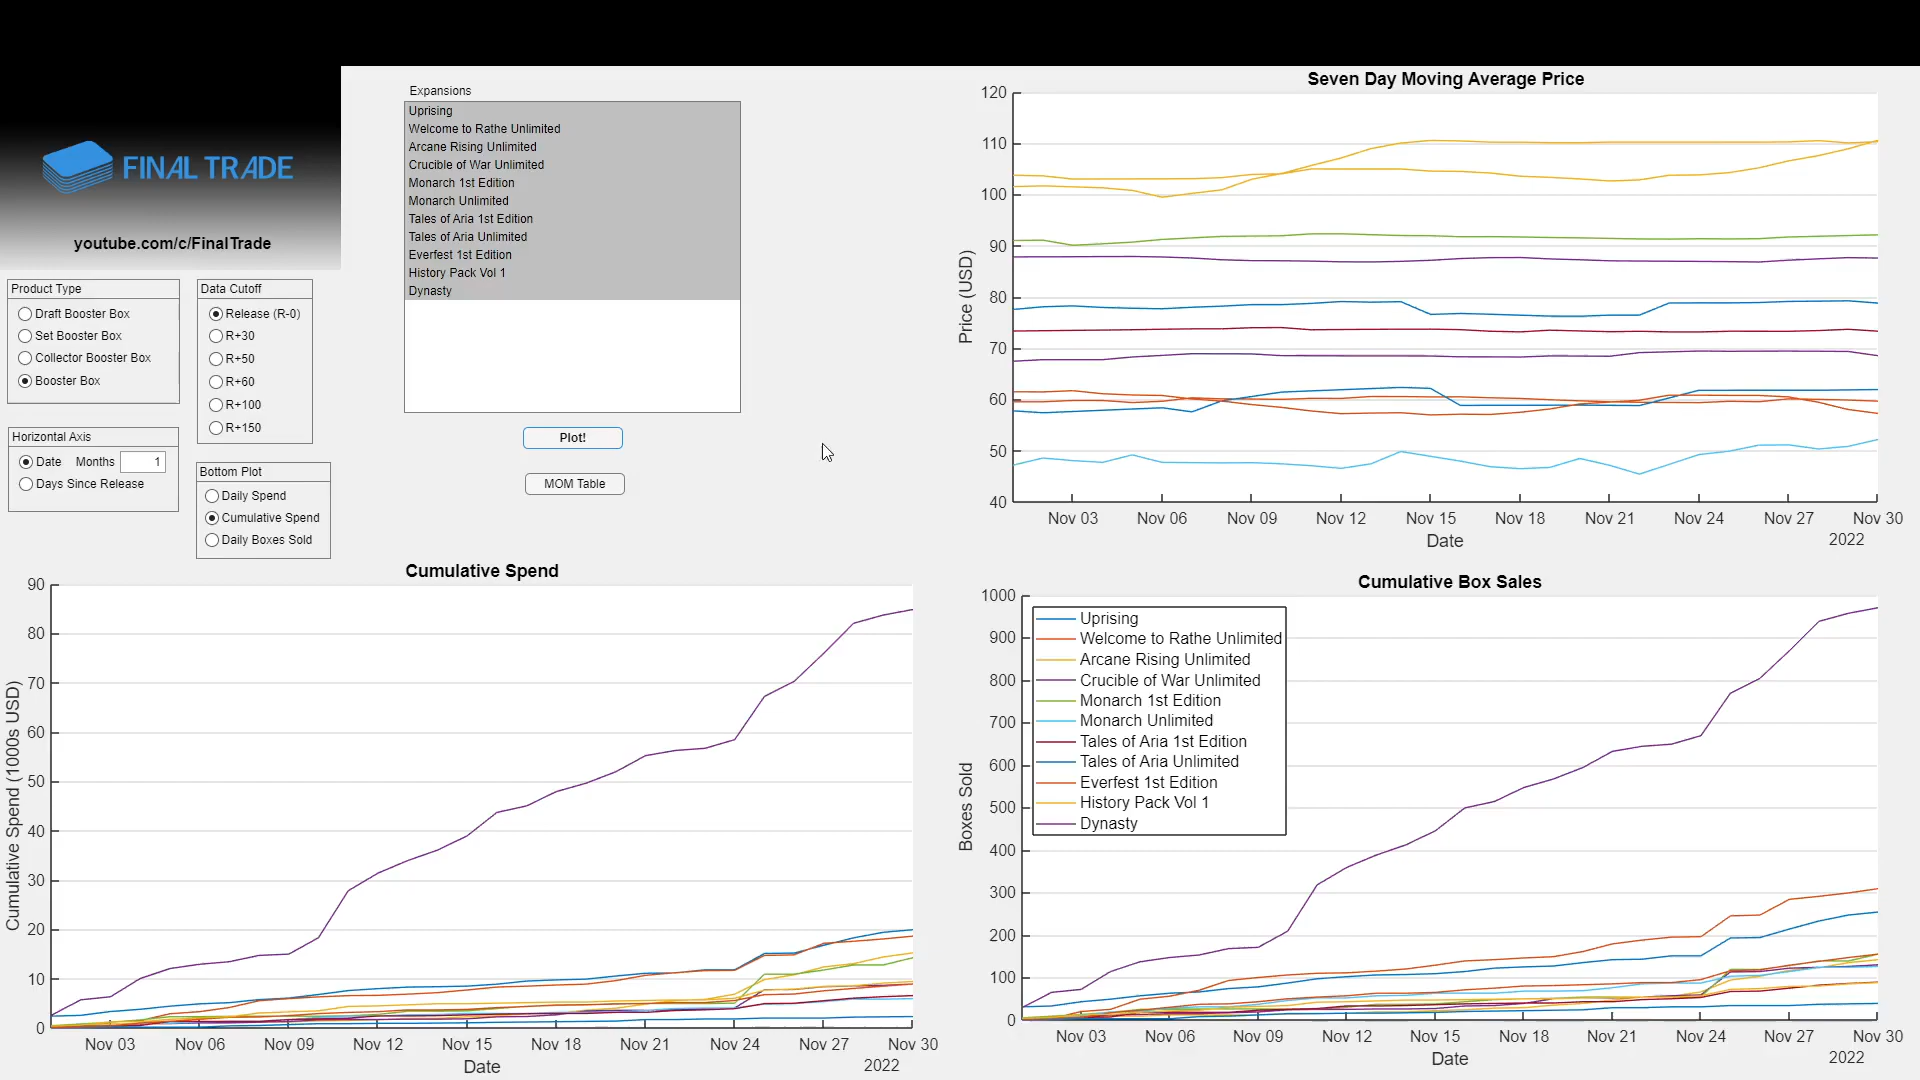 FINAL TRADE
youtube.com/c/FinalTrade
Product Type
Draft Booster Box
Set Booster Box
Collector Booster Box
Booster Box
Data Cutoff
Release (R-0)
R+30
R+50
R+60
R+100
R+150
Horizontal Axis
Date Months 1
Days Since Release
Bottom Plot
Daily Spend
Cumulative Spend
Daily Boxes Sold
Expansions
Uprising
Welcome to Rathe Unlimited
Arcane Rising Unlimited
Crucible of War Unlimited
Monarch 1st Edition
Monarch Unlimited
Tales of Aria 1st Edition
Tales of Aria Unlimited
Everfest 1st Edition
History Pack Vol 1
Dynasty
Plot!
MOM Table
Seven Day Moving Average Price
120
110
100
90
80
70
60
50
40
Price (USD)
Nov 03 Nov 06 Nov 09 Nov 12 Nov 15 Nov 18 Nov 21 Nov 24 Nov 27 Nov 30
Date
2022
Cumulative Spend
90
80
70
60
50
40
30
20
10
0
Cumulative Spend (1000s USD)
Nov 03 Nov 06 Nov 09 Nov 12 Nov 15 Nov 18 Nov 21 Nov 24 Nov 27 Nov 30
Date
2022
Cumulative Box Sales
1000
900
800
700
600
500
400
300
200
100
0
Boxes Sold
Uprising
Welcome to Rathe Unlimited
Arcane Rising Unlimited
Crucible of War Unlimited
Monarch 1st Edition
Monarch Unlimited
Tales of Aria 1st Edition
Tales of Aria Unlimited
Everfest 1st Edition
History Pack Vol 1
Dynasty
Nov 03 Nov 06 Nov 09 Nov 12 Nov 15 Nov 18 Nov 21 Nov 24 Nov 27 Nov 30
Date
2022